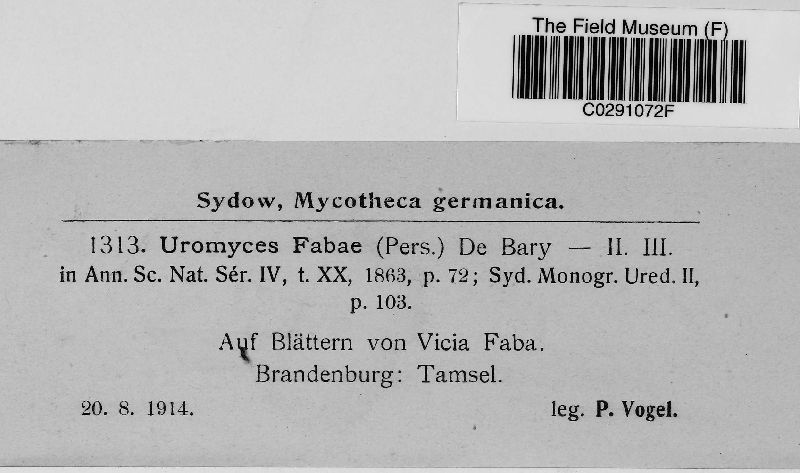 The Field Museum (F)
C0291072F
Sydow, Mycotheca germanica.
1313. Uromyces Fabae (Pers.) De Bary — II. III.
in Ann. Sc. Nat. Sér. IV, t. XX, 1863, p. 72; Syd. Monogr. Ured. II,
p. 103.
Auf Blättern von Vicia Faba.
Brandenburg: Tamsel.
20. 8. 1914. leg. P. Vogel.